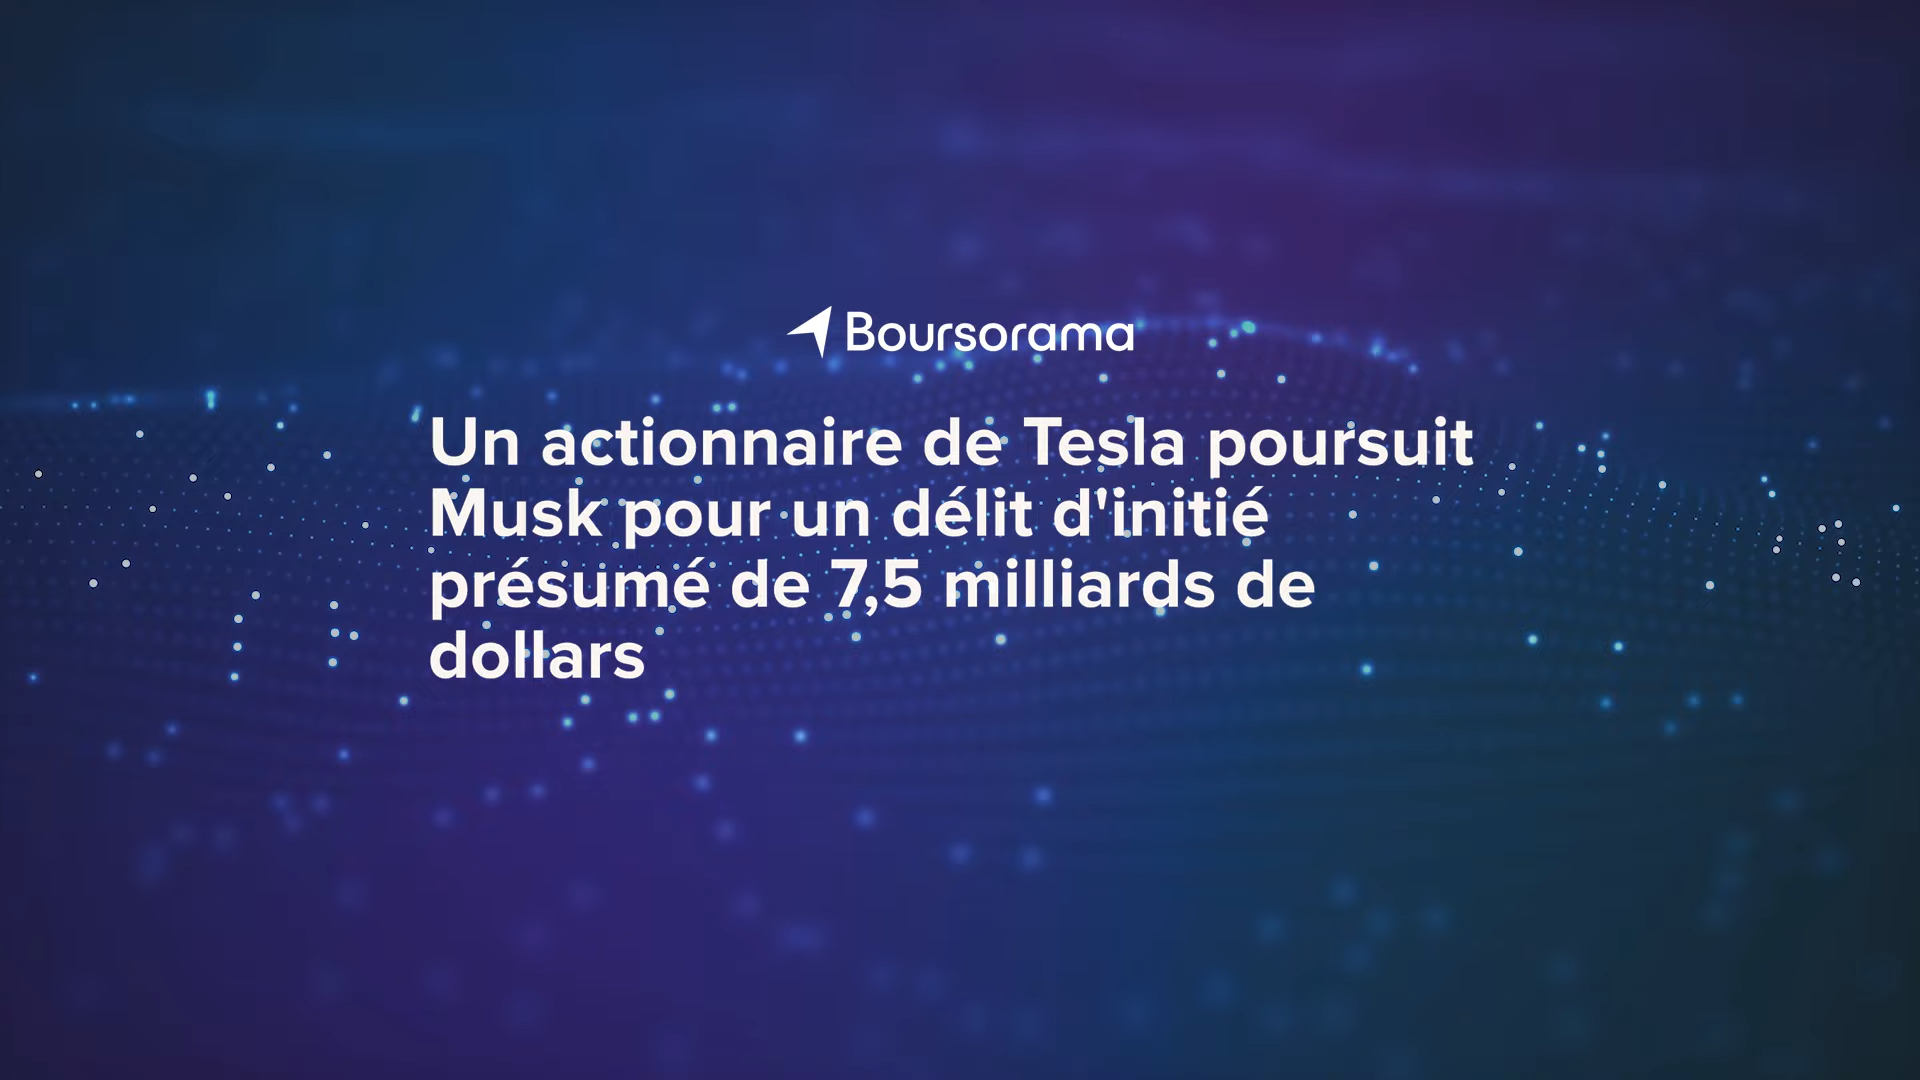 Boursorama
Un actionnaire de Tesla poursuit
Musk pour un délit d'initié
présumé de 7,5 milliards de
dollars